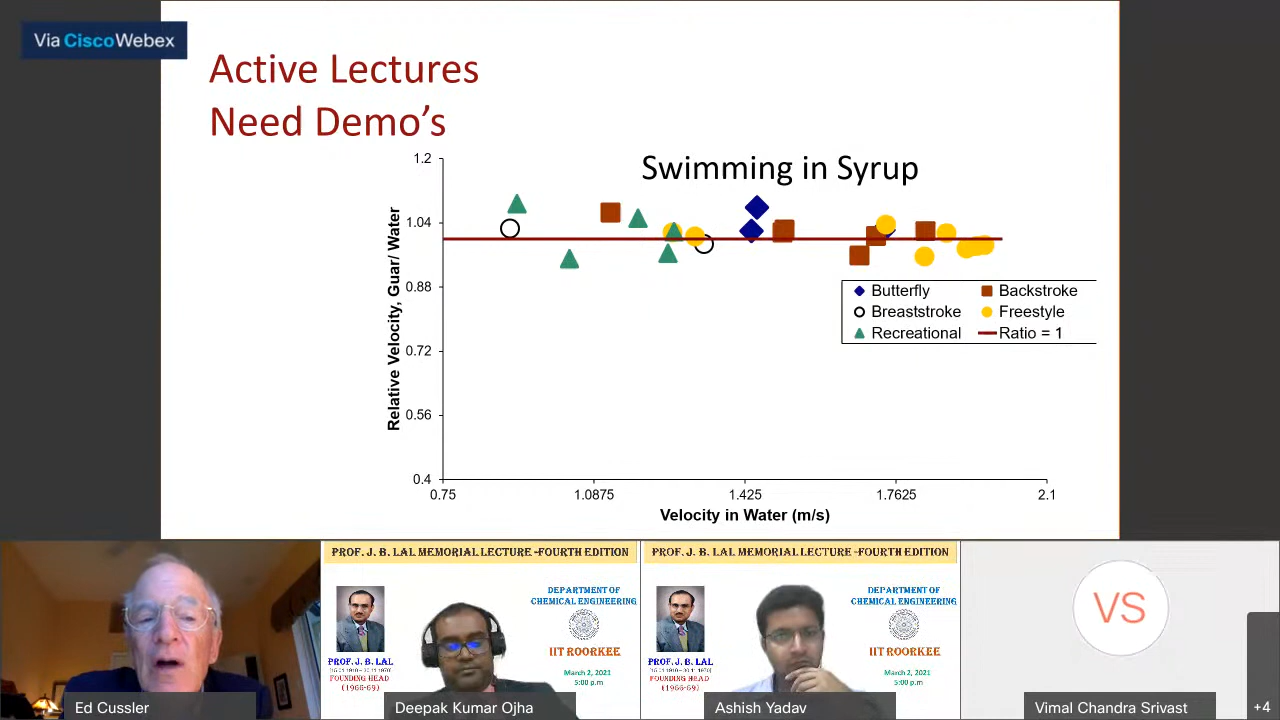 Via Cisco Webex
Active Lectures
Need Demo's
Swimming in Syrup
1.2
1.04
0.88
0.72
0.56
0.4
Relative Velocity, Guar/ Water
0.75
1.0875
1.425
1.7625
2.1
Velocity in Water (m/s)
Butterfly
Backstroke
Breaststroke
Freestyle
Recreational
Ratio = 1
Ed Cussler
PROF. J. B. LAL MEMORIAL LECTURE -FOURTH EDITION
DEPARTMENT OF
CHEMICAL ENGINEERING
IIT ROORKEE
PROF. J. B. LAL
FOUNDING HEAD
(1966-69)
March 2, 2021
5:00 p.m
Deepak Kumar Ojha
PROF. J. B. LAL MEMORIAL LECTURE -FOURTH EDITION
DEPARTMENT OF
CHEMICAL ENGINEERING
IIT ROORKEE
PROF. J. B. LAL
FOUNDING HEAD
(1966-69)
March 2, 2021
5:00 p.m
Ashish Yadav
VS
Vimal Chandra Srivast
+4